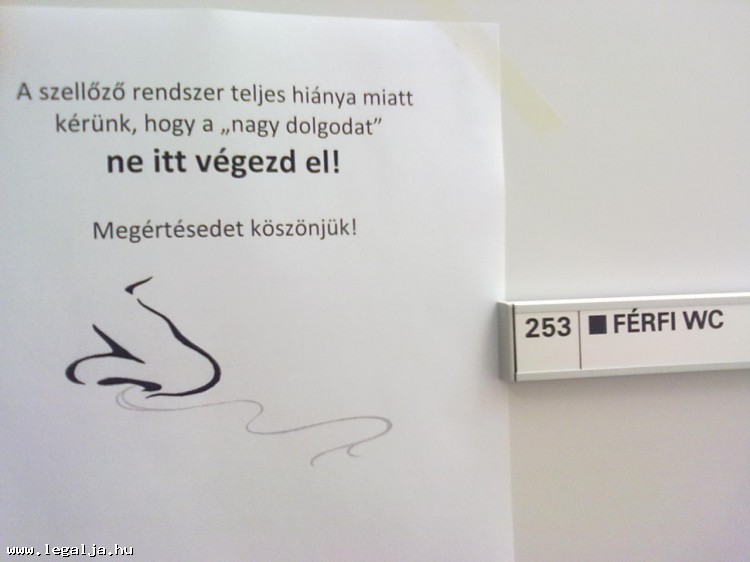 A szellőző rendszer teljes hiánya miatt
kérünk, hogy a „nagy dolgodat”
ne itt végezd el!
Megértésedet köszönjük!
253 FÉRFI WC
www.legalja.hu